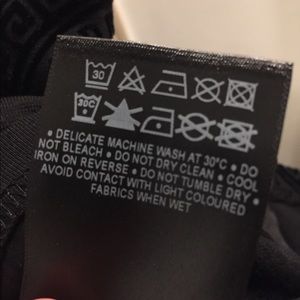 30
30C
• DELICATE MACHINE WASH AT 30°C • DO
NOT BLEACH • DO NOT DRY CLEAN • COOL
IRON ON REVERSE • DO NOT TUMBLE DRY •
AVOID CONTACT WITH LIGHT COLOURED
FABRICS WHEN WET